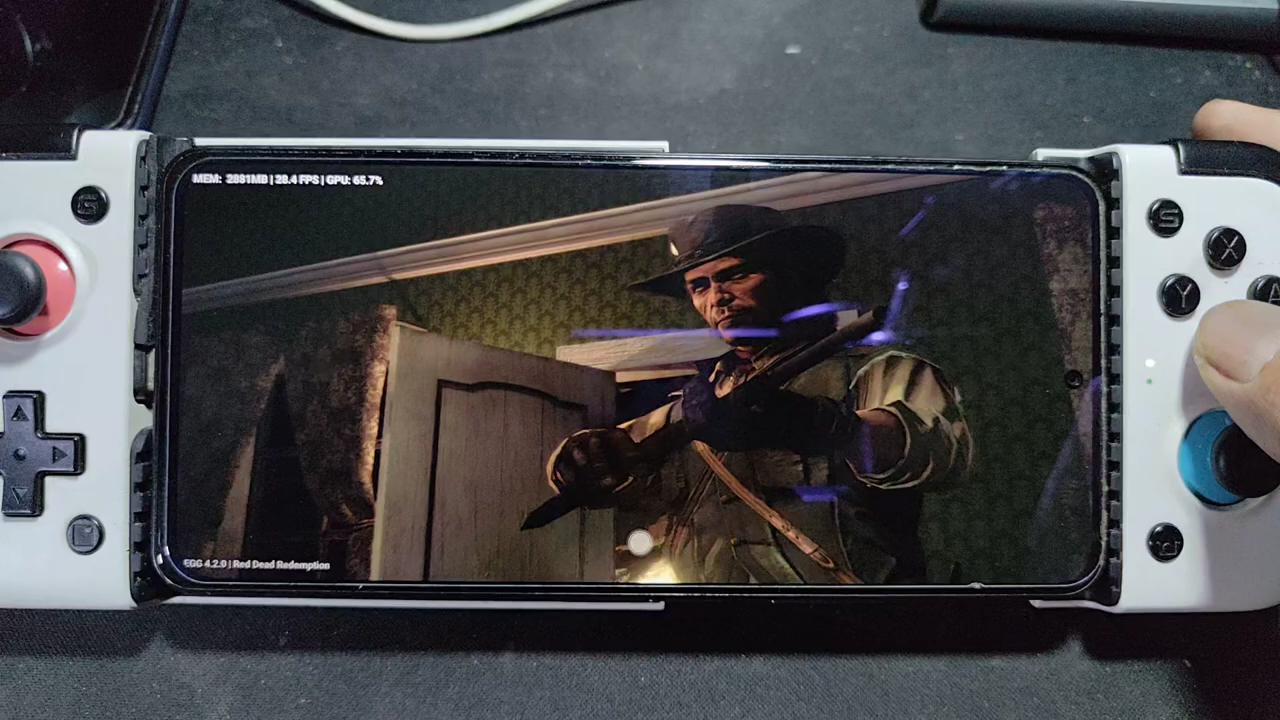 MEM: 2881MB | 28.4 FPS | GPU: 65.7%
S
X
Y
A
EGG 4.2.0 | Red Dead Redemption